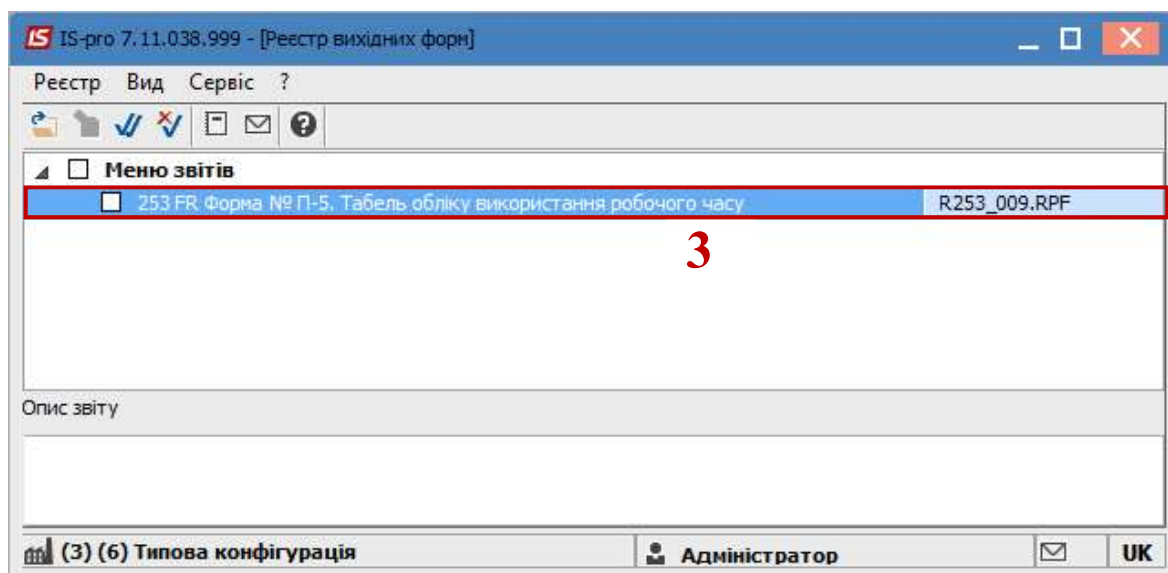 IS IS-pro 7.11.038.999 - [Реєстр вихідних форм]
Реєстр Вид Сервіс ?
Меню звітів
253 FR Форма № П-5. Табель обліку використання робочого часу R253_009.RPF
3
Опис звіту
(3) (6) Типова конфігурація Адміністратор UK